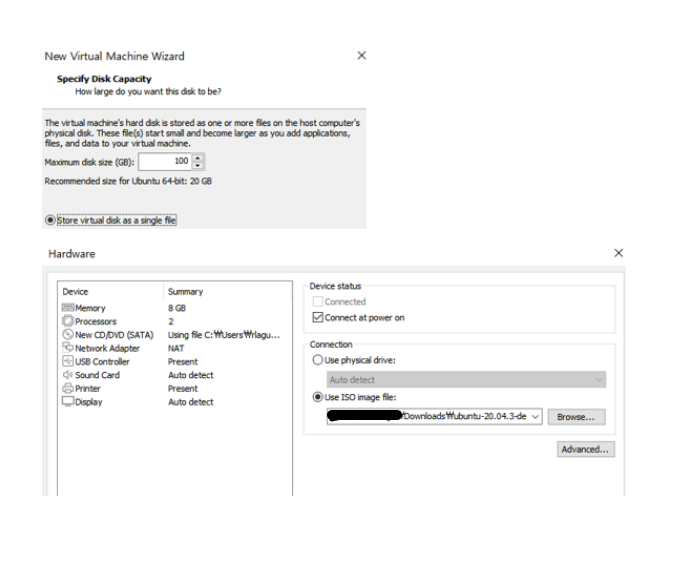 New Virtual Machine Wizard
Specify Disk Capacity
How large do you want this disk to be?
The virtual machine's hard disk is stored as one or more files on the host computer's
physical disk. These file(s) start small and become larger as you add applications,
files, and data to your virtual machine.
Maximum disk size (GB): 100
Recommended size for Ubuntu 64-bit: 20 GB
Store virtual disk as a single file
Hardware
Device Summary
Memory 8 GB
Processors 2
New CD/DVD (SATA) Using file C:₩Users₩rlagu...
Network Adapter NAT
USB Controller Present
Sound Card Auto detect
Printer Present
Display Auto detect
Device status
Connected
Connect at power on
Connection
Use physical drive:
Auto detect
Use ISO image file:
Downloads₩ubuntu-20.04.3-de
Browse...
Advanced...